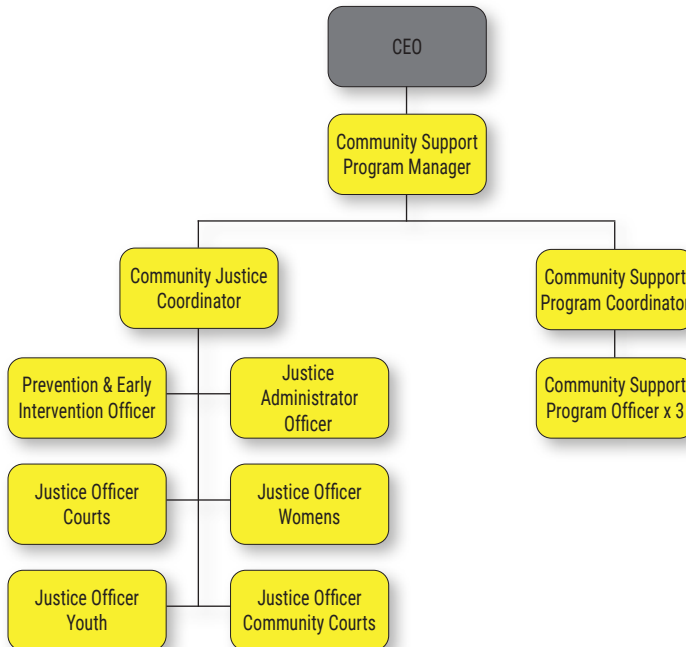 CEO
Community Support
Program Manager
Community Justice
Coordinator
Community Support
Program Coordinator
Prevention & Early
Intervention Officer
Justice
Administrator
Officer
Community Support
Program Officer x 3
Justice Officer
Courts
Justice Officer
Womens
Justice Officer
Youth
Justice Officer
Community Courts